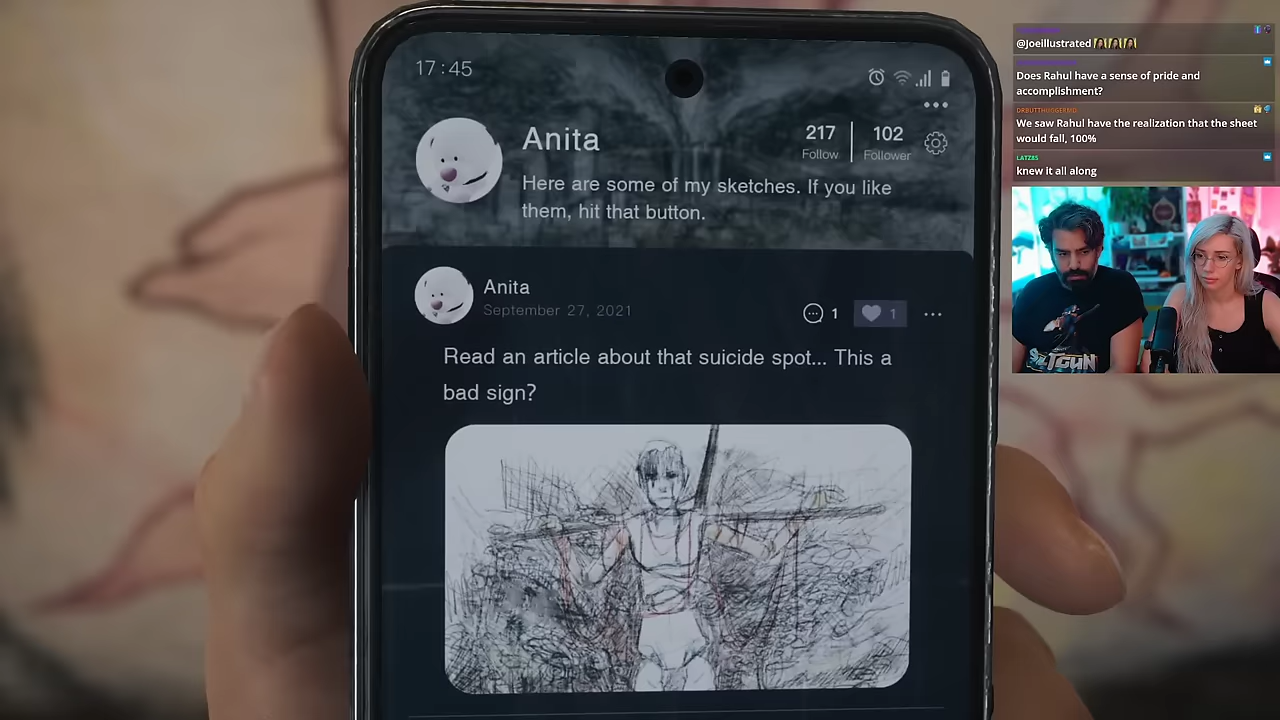 17:45
Anita
217
Follow
102
Follower
Here are some of my sketches. If you like
them, hit that button.
Anita
September 27, 2021
1
1
Read an article about that suicide spot... This a
bad sign?
@Joeillustrated
Does Rahul have a sense of pride and
accomplishment?
We saw Rahul have the realization that the sheet
would fall, 100%
LATZ8S
knew it all along